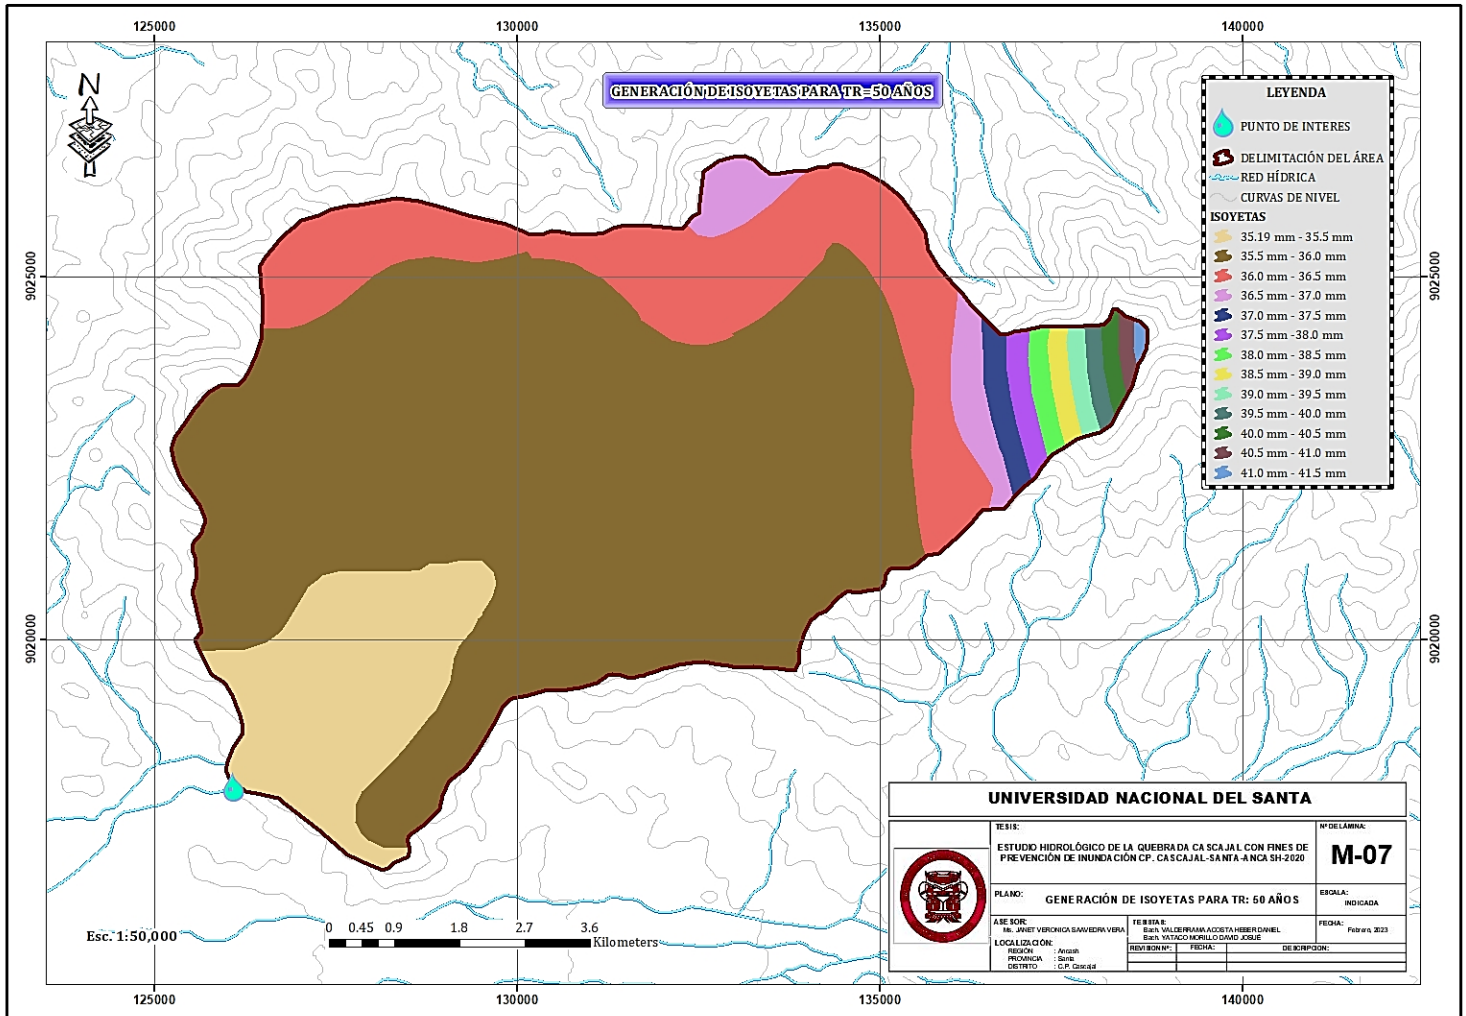 125000
130000
135000
140000
N
GENERACIÓN DE ISOYETAS PARA TR=50 AÑOS
LEYENDA
PUNTO DE INTERES
DELIMITACIÓN DEL ÁREA
RED HÍDRICA
CURVAS DE NIVEL
ISOYETAS
35.19 mm - 35.5 mm
35.5 mm - 36.0 mm
36.0 mm - 36.5 mm
36.5 mm - 37.0 mm
37.0 mm - 37.5 mm
37.5 mm -38.0 mm
38.0 mm - 38.5 mm
38.5 mm - 39.0 mm
39.0 mm - 39.5 mm
39.5 mm - 40.0 mm
40.0 mm - 40.5 mm
40.5 mm - 41.0 mm
41.0 mm - 41.5 mm
9025000
9025000
9020000
9020000
Esc. 1:50,000
0 0.45 0.9 1.8 2.7 3.6
Kilometers
UNIVERSIDAD NACIONAL DEL SANTA
TESIS:
ESTUDIO HIDROLÓGICO DE LA QUEBRADA CASCAJAL CON FINES DE
PREVENCIÓN DE INUNDACIÓN CP. CASCAJAL-SANTA-ANCASH-2020
Nº DE LÁMINA:
M-07
PLANO:
GENERACIÓN DE ISOYETAS PARA TR: 50 AÑOS
ESCALA:
INDICADA
ASESOR:
Ms. JANET VERONICA SAAVEDRA VERA
TESISTAS:
Bach. VALDERRAMA ACOSTA HEBER DANIEL
Bach. YATACO MORILLO DAVID JOSUÉ
FECHA:
Febrero, 2023
LOCALIZACIÓN:
REGIÓN : Ancash
PROVINCIA : Santa
DISTRITO : C.P. Cascajal
REVISION Nº:
FECHA:
DESCRIPCION:
125000
130000
135000
140000